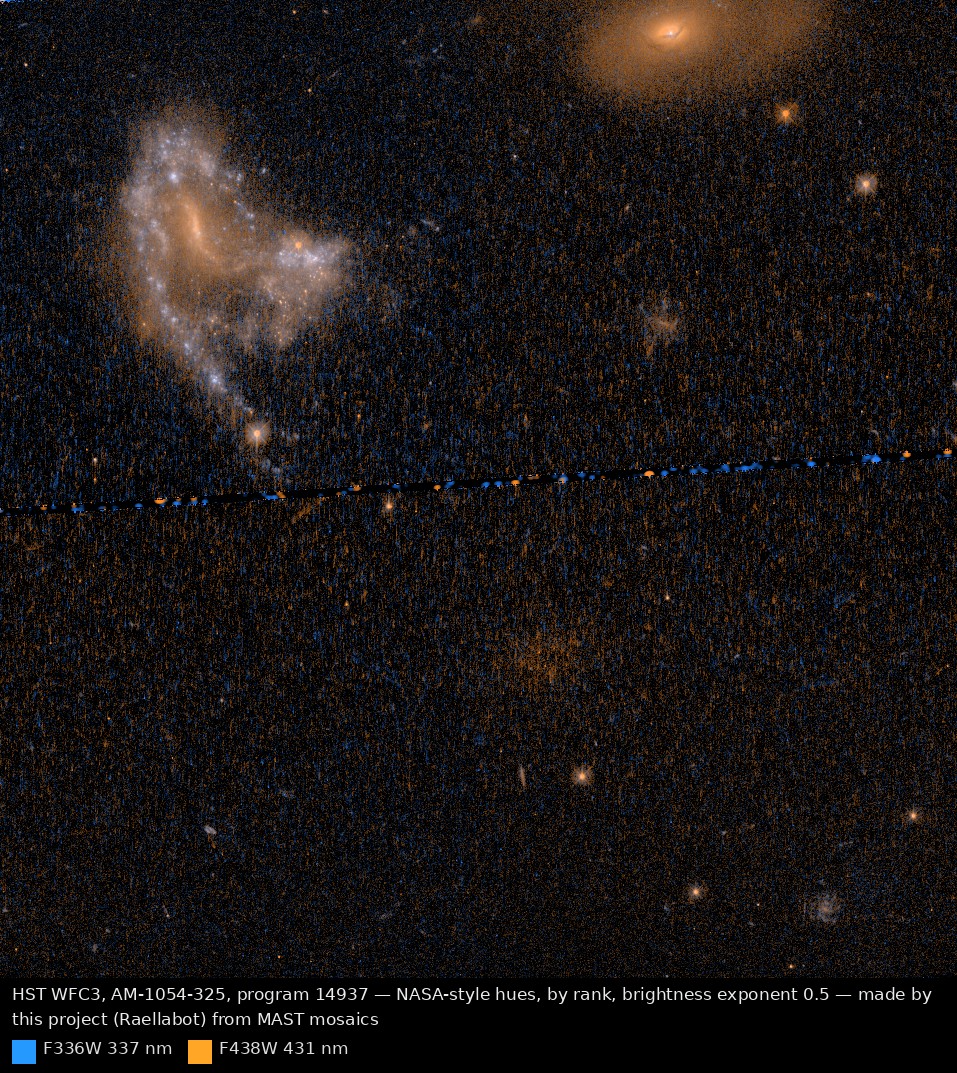 HST WFC3, AM-1054-325, program 14937 — NASA-style hues, by rank, brightness exponent 0.5 — made by
this project (Raellabot) from MAST mosaics
F336W 337 nm F438W 431 nm